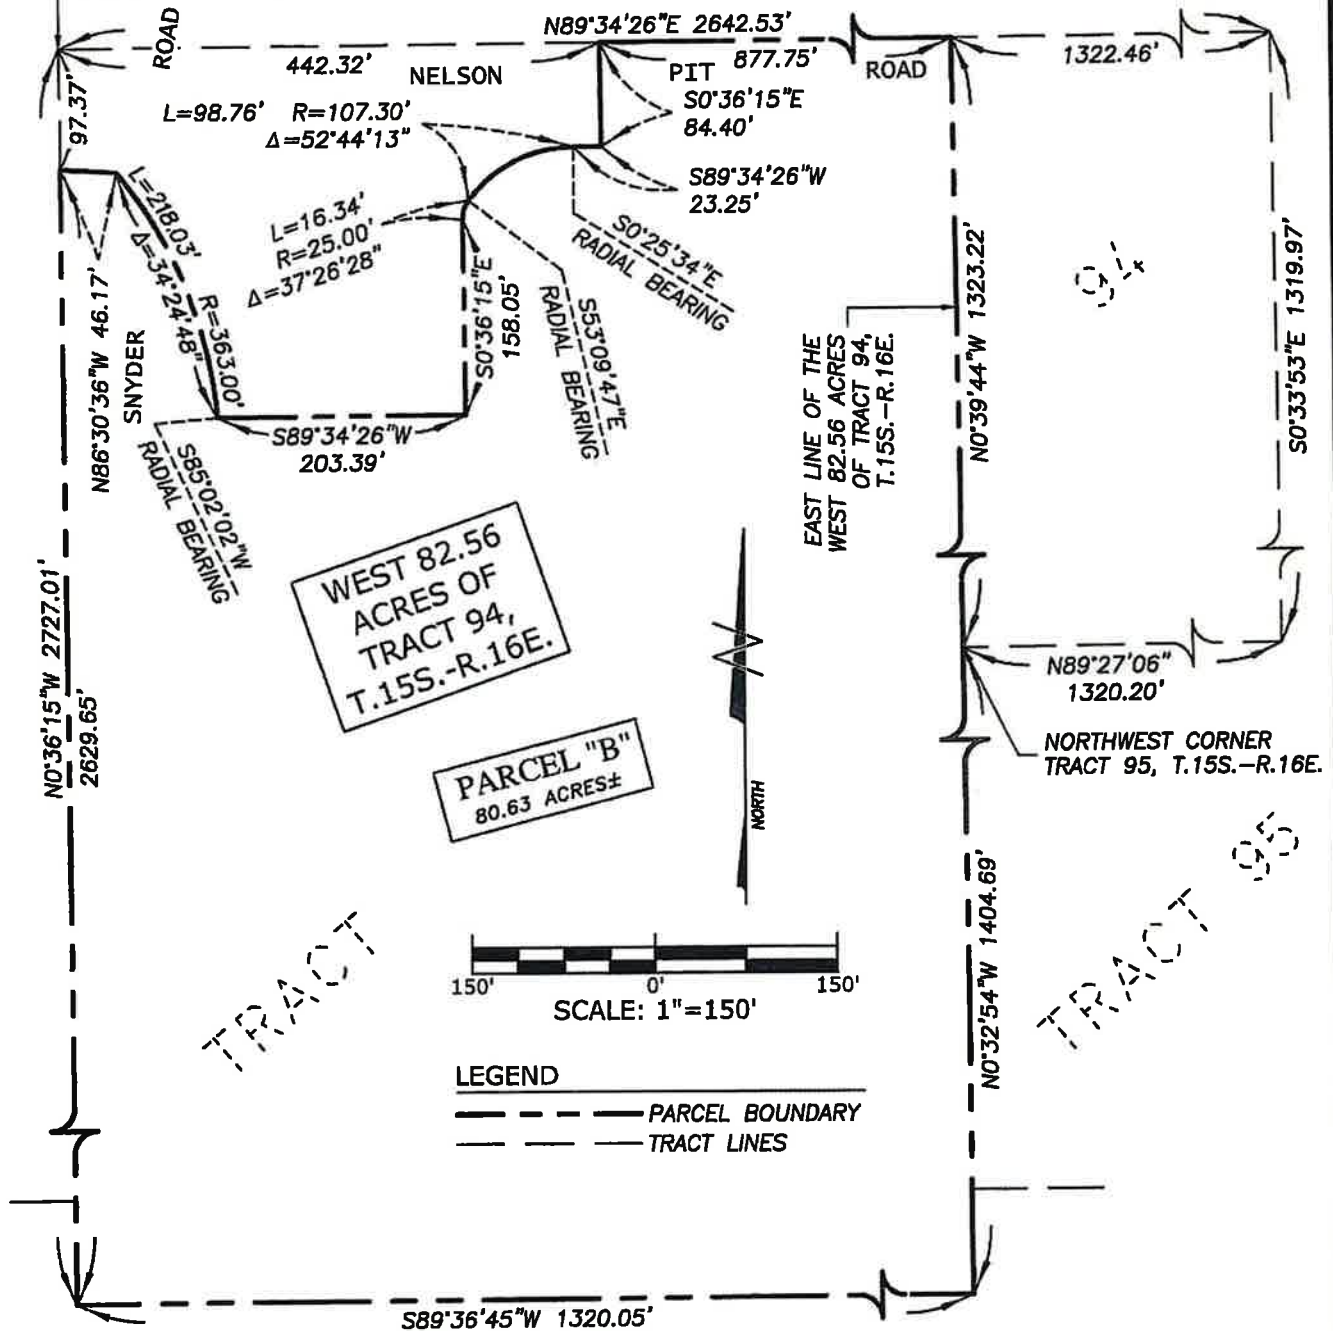 N89°34'26"E 2642.53'
ROAD
442.32'
NELSON
PIT
877.75'
ROAD
1322.46'
97.37'
L=98.76' R=107.30'
Δ=52°44'13"
S0°36'15"E
84.40'
S89°34'26"W
23.25'
L=218.03'
Δ=34°24'48"
R=363.00'
L=16.34'
R=25.00'
Δ=37°26'28"
S0°25'34"E
RADIAL BEARING
N86°30'36"W 46.17'
SNYDER
S0°36'15"E
158.05'
S53°09'47"E
RADIAL BEARING
94
N0°39'44"W 1323.22'
S0°33'53"E 1319.97'
EAST LINE OF THE
WEST 82.56 ACRES
OF TRACT 94,
T.15S.-R.16E.
S89°34'26"W
203.39'
S85°02'02"W
RADIAL BEARING
WEST 82.56
ACRES OF
TRACT 94,
T.15S.-R.16E.
N0°36'15"W 2727.01'
2629.65'
N89°27'06"
1320.20'
NORTHWEST CORNER
TRACT 95, T.15S.-R.16E.
PARCEL "B"
80.63 ACRES±
NORTH
TRACT
TRACT 95
N0°32'54"W 1404.69'
150' 0' 150'
SCALE: 1"=150'
LEGEND
PARCEL BOUNDARY
TRACT LINES
S89°36'45"W 1320.05'